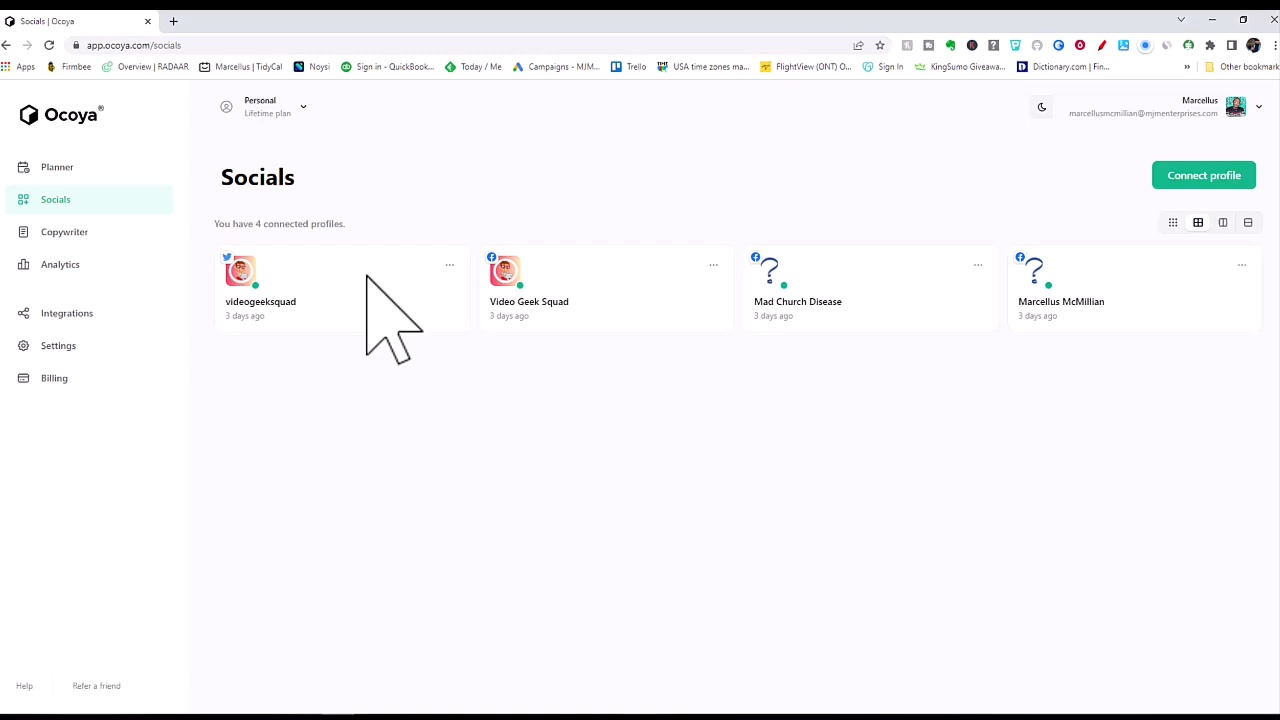 Socials | Ocoya
app.ocoya.com/socials
Apps
Firmbee
Overview | RADAAR
Marcellus | TidyCal
Noysi
Sign in - QuickBook...
Today / Me
Campaigns - MJM...
Trello
USA time zones ma...
FlightView (ONT) O...
Sign In
KingSumo Giveawa...
Dictionary.com | Fin...
»
Other bookmark
Ocoya®
Personal
Lifetime plan
Marcellus
marcellusmcmillian@mjmenterprises.com
Planner
Socials
Copywriter
Analytics
Integrations
Settings
Billing
Socials
Connect profile
You have 4 connected profiles.
videogeeksquad
3 days ago
Video Geek Squad
3 days ago
Mad Church Disease
3 days ago
Marcellus McMillian
3 days ago
Help
Refer a friend